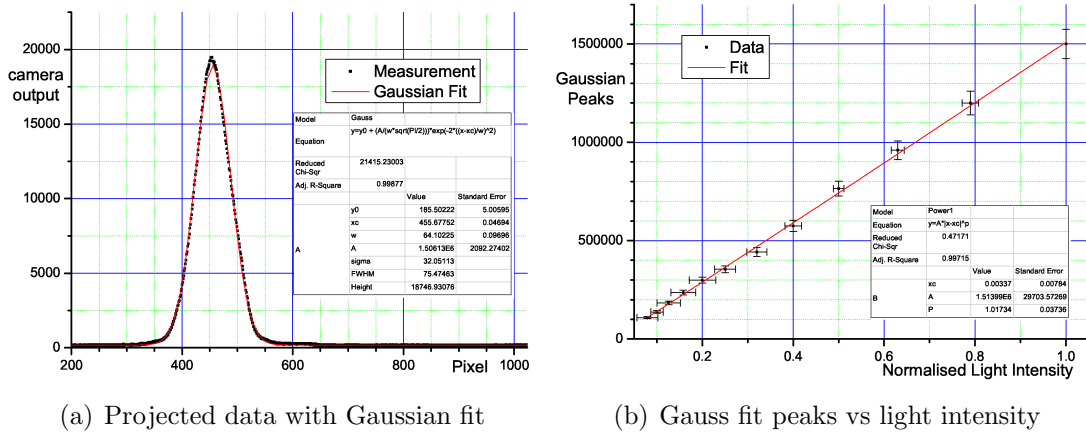 20000
15000
10000
5000
0
camera
output
200
400
600
800
1000
Pixel
Measurement
Gaussian Fit
Model Gauss
Equation y=y0 + (A/(w*sqrt(PI/2)))*exp(-2*((x-xc)/w)^2)
Reduced Chi-Sqr 21415.23003
Adj. R-Square 0.99877
Value Standard Error
A
y0 185.50222 5.00595
xc 455.67752 0.04694
w 64.10225 0.09696
A 1.50613E6 2092.27402
sigma 32.05113
FWHM 75.47463
Height 18746.93076
(a) Projected data with Gaussian fit
1500000
1000000
500000
0
Gaussian
Peaks
0.2
0.4
0.6
0.8
1.0
Normalised Light Intensity
Data
Fit
Model Power1
Equation y=A*|x-xc|^p
Reduced Chi-Sqr 0.47171
Adj. R-Square 0.99715
Value Standard Error
B
xc 0.00337 0.00784
A 1.51399E6 29703.57269
P 1.01734 0.03736
(b) Gauss fit peaks vs light intensity